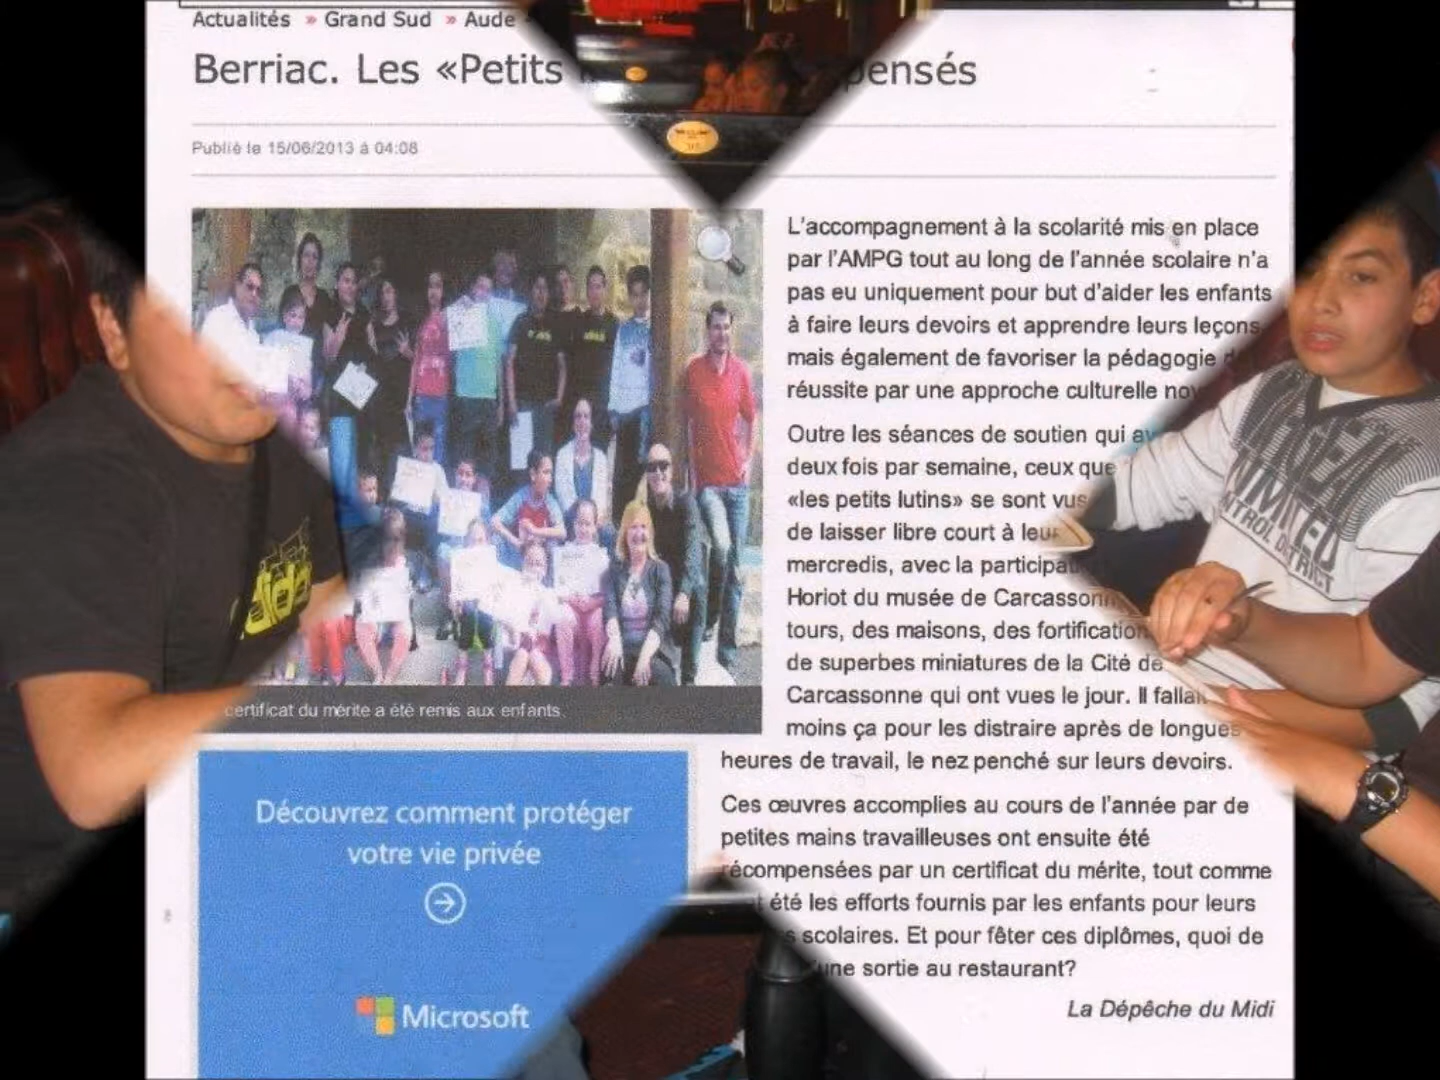 Actualités » Grand Sud » Aude
Berriac. Les «Petits pensés
Publié le 15/06/2013 à 04:08
L'accompagnement à la scolarité mis en place
par l'AMPG tout au long de l'année scolaire n'a
pas eu uniquement pour but d'aider les enfants
à faire leurs devoirs et apprendre leurs leçons
mais également de favoriser la pédagogie
réussite par une approche culturelle
Outre les séances de soutien qui
deux fois par semaine, ceux que
«les petits lutins» se sont vus
de laisser libre court à leur
mercredis, avec la
Horiot du musée de
tours, des maisons, des
de superbes miniatures de la Cité de
Carcassonne qui ont vues le jour. Il
moins ça pour les distraire après de longues
heures de travail, le nez penché sur leurs devoirs.
Ces œuvres accomplies au cours de l'année par de
petites mains travailleuses ont ensuite été
récompensées par un certificat du mérite, tout comme
été les efforts fournis par les enfants pour leurs
scolaires. Et pour fêter ces diplômes, quoi de
une sortie au restaurant?
La Dépêche du Midi
certificat du mérite a été remis aux enfants.
Découvrez comment protéger
votre vie privée
Microsoft
UNLIMITED
CONTROL DISTRICT